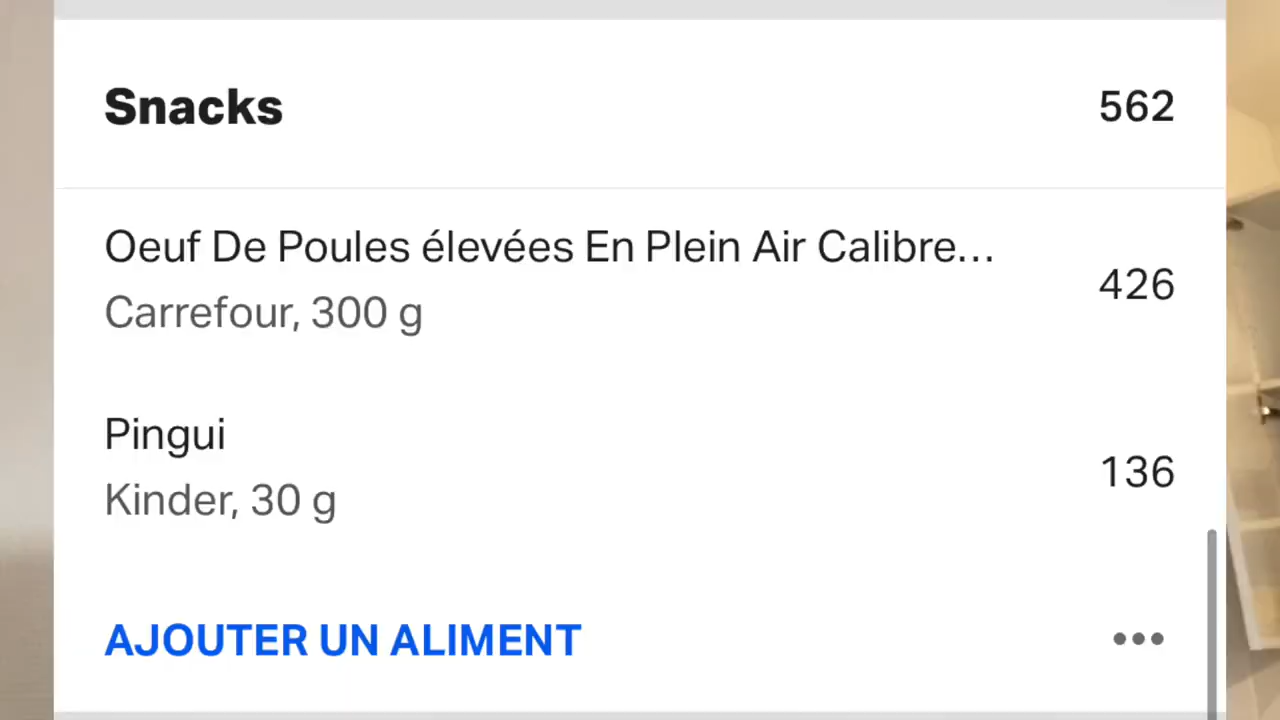 Snacks 562
Oeuf De Poules élevées En Plein Air Calibre...
Carrefour, 300 g
426
Pingui
Kinder, 30 g
136
AJOUTER UN ALIMENT